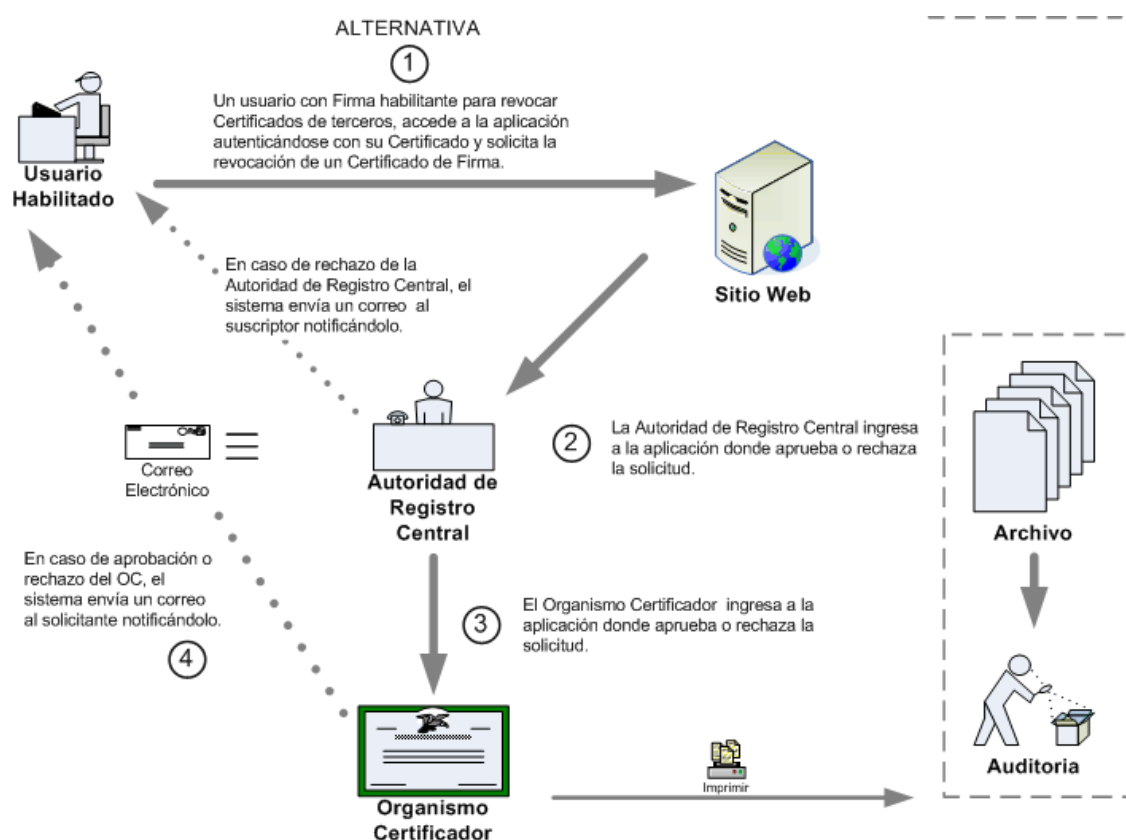 ALTERNATIVA
1
Un usuario con Firma habilitante para revocar
Certificados de terceros, accede a la aplicación
autenticándose con su Certificado y solicita la
revocación de un Certificado de Firma.
Usuario
Habilitado
Sitio Web
En caso de rechazo de la
Autoridad de Registro Central, el
sistema envía un correo al
suscriptor notificándolo.
2
La Autoridad de Registro Central ingresa
a la aplicación donde aprueba o rechaza
la solicitud.
Correo
Electrónico
Autoridad de
Registro
Central
Archivo
En caso de aprobación o
rechazo del OC, el
sistema envía un correo
al solicitante notificándolo.
4
3
El Organismo Certificador ingresa a la
aplicación donde aprueba o rechaza la
solicitud.
Auditoria
Imprimir
Organismo
Certificador